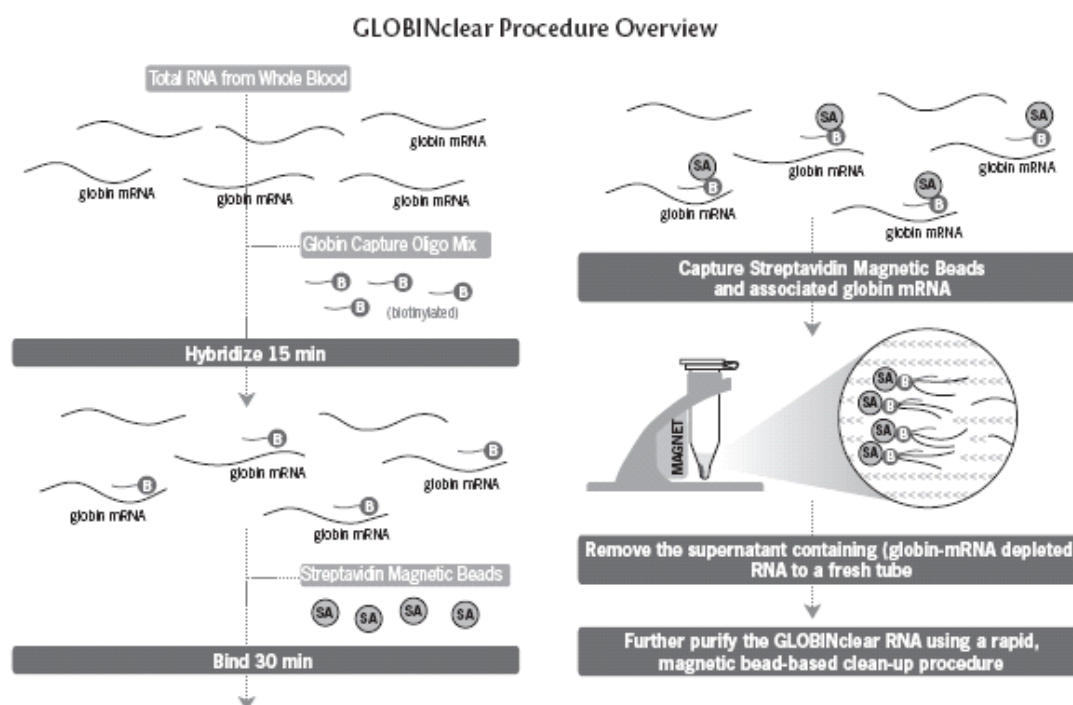 GLOBINclear Procedure Overview
Total RNA from Whole Blood
globin mRNA
globin mRNA
globin mRNA
globin mRNA
Globin Capture Oligo Mix
B
B
B
B
(biotinylated)
Hybridize 15 min
B
globin mRNA
B
globin mRNA
B
globin mRNA
B
globin mRNA
Streptavidin Magnetic Beads
SA
SA
SA
SA
Bind 30 min
SA
B
globin mRNA
SA
B
globin mRNA
SA
B
globin mRNA
SA
B
globin mRNA
Capture Streptavidin Magnetic Beads
and associated globin mRNA
MAGNET
SA B
SA B
SA B
SA B
Remove the supernatant containing (globin-mRNA depleted
RNA to a fresh tube
Further purify the GLOBINclear RNA using a rapid,
magnetic bead-based clean-up procedure